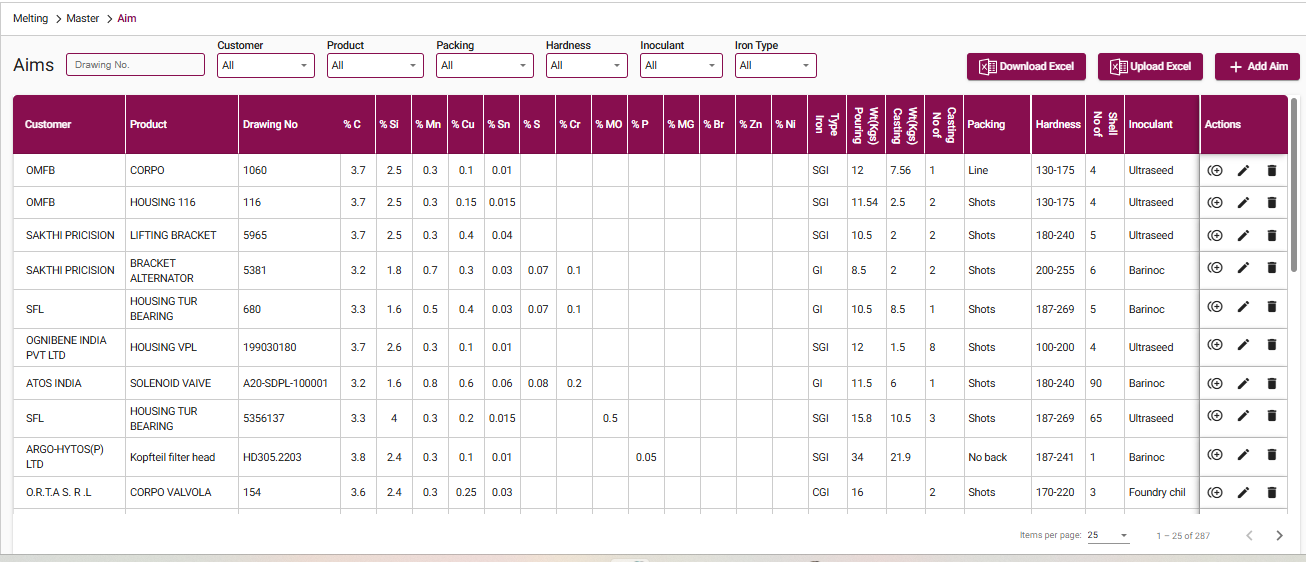 Melting > Master > Aim
Aims
Drawing No.
Customer
All
Product
All
Packing
All
Hardness
All
Inoculant
All
Iron Type
All
Download Excel
Upload Excel
+ Add Aim
Customer Product Drawing No % C % Si % Mn % Cu % Sn % S % Cr % MO % P % MG % Br % Zn % Ni Iron Type Pouring Wt(Kgs) Casting Wt(Kgs) No of Casting Packing Hardness No of Shell Inoculant Actions
OMFB CORPO 1060 3.7 2.5 0.3 0.1 0.01 SGI 12 7.56 1 Line 130-175 4 Ultraseed
OMFB HOUSING 116 116 3.7 2.5 0.3 0.15 0.015 SGI 11.54 2.5 2 Shots 130-175 4 Ultraseed
SAKTHI PRICISION LIFTING BRACKET 5965 3.7 2.5 0.3 0.4 0.04 SGI 10.5 2 2 Shots 180-240 5 Ultraseed
SAKTHI PRICISION BRACKET ALTERNATOR 5381 3.2 1.8 0.7 0.3 0.03 0.07 0.1 GI 8.5 2 2 Shots 200-255 6 Barinoc
SFL HOUSING TUR BEARING 680 3.3 1.6 0.5 0.4 0.03 0.07 0.1 GI 10.5 8.5 1 Shots 187-269 5 Barinoc
OGNIBENE INDIA PVT LTD HOUSING VPL 199030180 3.7 2.6 0.3 0.1 0.01 SGI 12 1.5 8 Shots 100-200 4 Ultraseed
ATOS INDIA SOLENOID VAIVE A20-SDPL-100001 3.2 1.6 0.8 0.6 0.06 0.08 0.2 GI 11.5 6 1 Shots 180-240 90 Barinoc
SFL HOUSING TUR BEARING 5356137 3.3 4 0.3 0.2 0.015 0.5 SGI 15.8 10.5 3 Shots 187-269 65 Ultraseed
ARGO-HYTOS(P) LTD Kopfteil filter head HD305.2203 3.8 2.4 0.3 0.1 0.01 0.05 SGI 34 21.9 No back 187-241 1 Barinoc
O.R.T.A S. R .L CORPO VALVOLA 154 3.6 2.4 0.3 0.25 0.03 CGI 16 2 Shots 170-220 3 Foundry chil
Items per page: 25 1 – 25 of 287